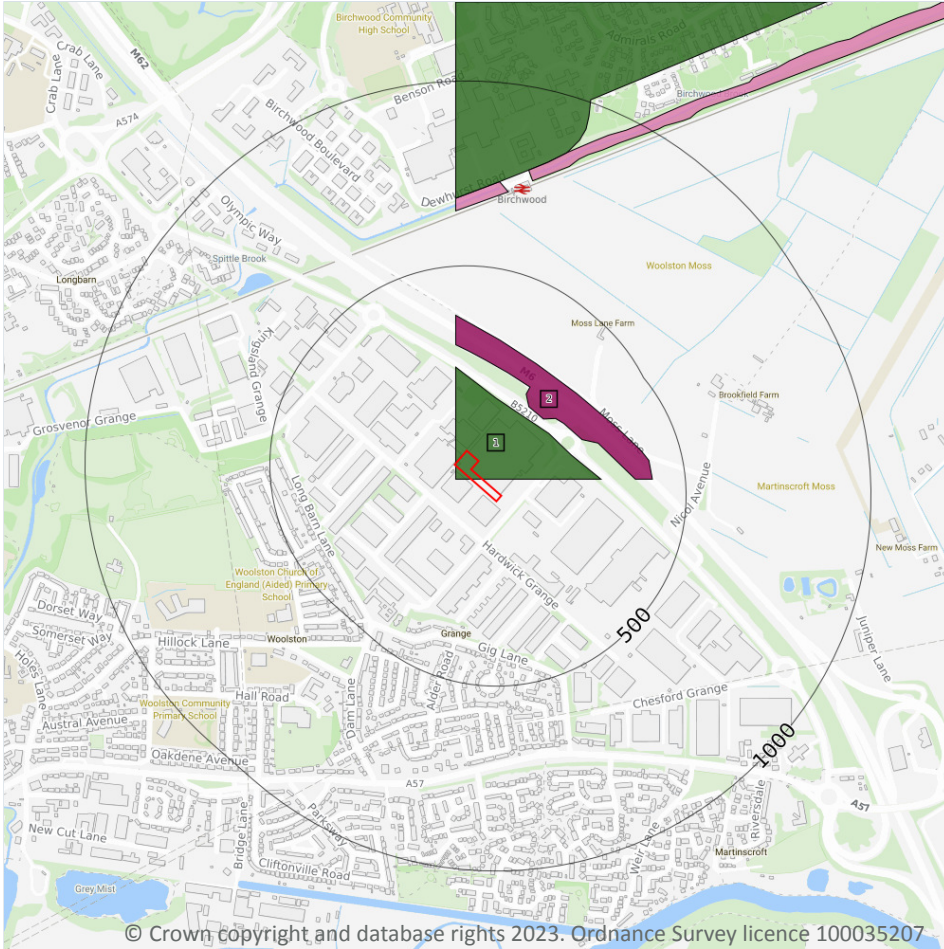 Birchwood Community
High School
Crab Lane
Crab Lane
M62
Admirals Road
Benson Road
A574
Birchwood Boulevard
Dewhurst Road
Birchwood
Olympic Way
Spittle Brook
Longbarn
Woolston Moss
Moss Lane Farm
Kingsland Grange
M6
Moss Lane
2
B5210
1
Brookfield Farm
Grosvenor Grange
Nicol Avenue
Martinscroft Moss
Long Barn Lane
New Moss Farm
Hardwick Grange
Woolston Church of
England (Aided) Primary
School
Dorset Way
Somerset Way
Holes Lane
Hillock Lane
Woolston
Grange
Gig Lane
500
Juniper Lane
Alder Road
Dam Lane
Hall Road
Chesford Grange
Woolston Community
Primary School
Austral Avenue
Oakdene Avenue
1000
A57
A57
New Cut Lane
Bridge Lane
Parksway
Weir Lane
Riversdale
Martinscroft
Cliftonville Road
Grey Mist
© Crown copyright and database rights 2023. Ordnance Survey licence 100035207